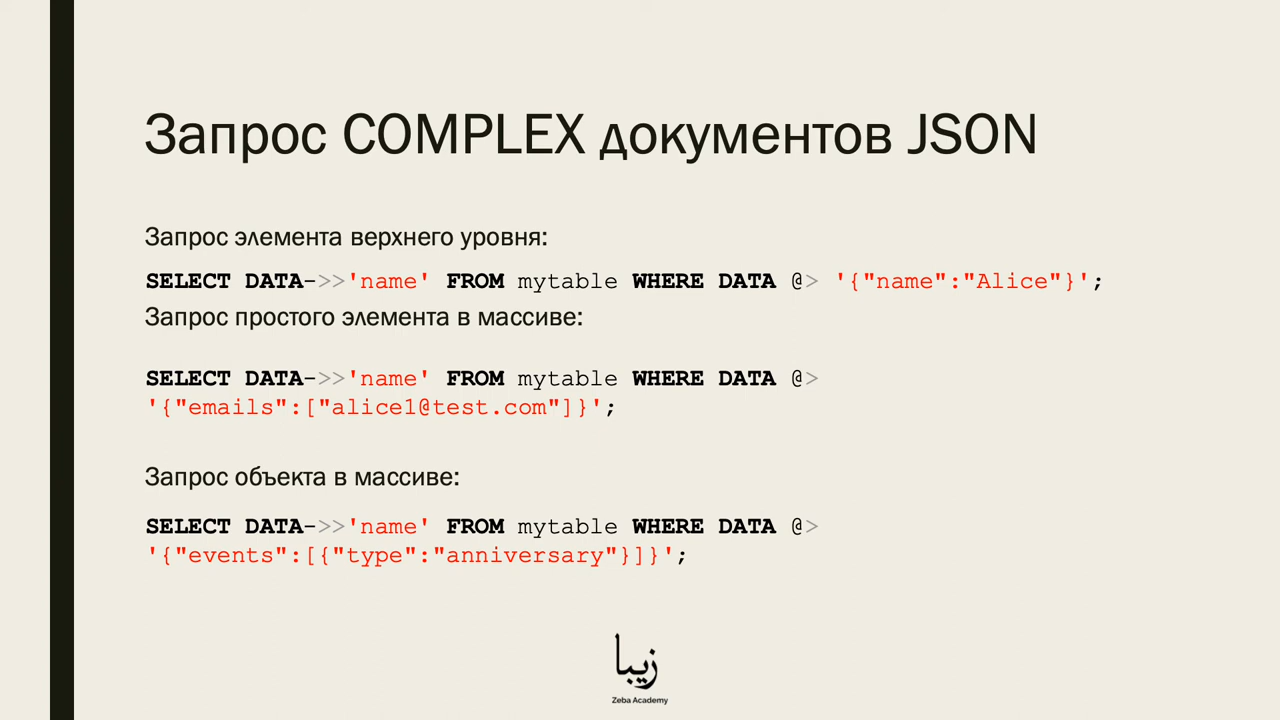 Запрос COMPLEX документов JSON
Запрос элемента верхнего уровня:
SELECT DATA->>'name' FROM mytable WHERE DATA @> '{"name":"Alice"}';
Запрос простого элемента в массиве:
SELECT DATA->>'name' FROM mytable WHERE DATA @>
'{"emails":["alice1@test.com"]}';
Запрос объекта в массиве:
SELECT DATA->>'name' FROM mytable WHERE DATA @>
'{"events":[{"type":"anniversary"}]}';
زیبا
Zeba Academy